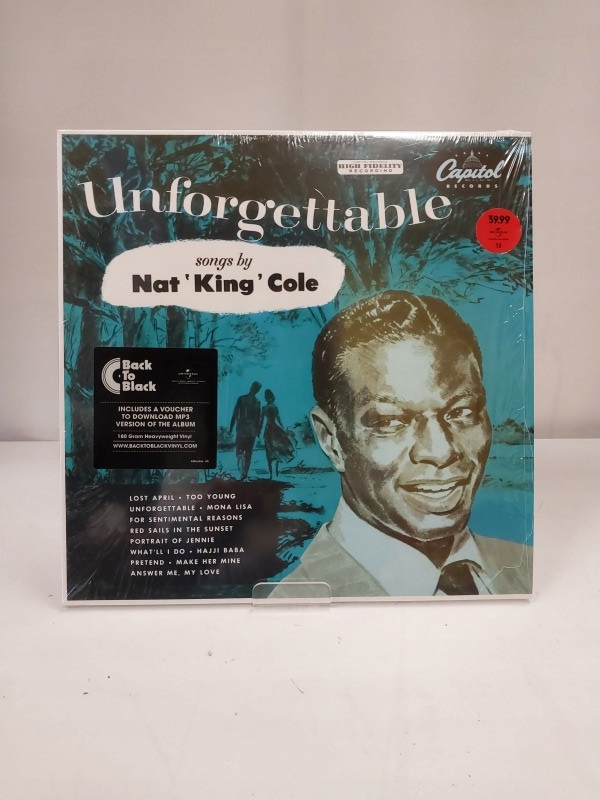 HIGH FIDELITY
RECORDING
Capitol
RECORDS
Unforgettable
39.99
songs by
Nat 'King' Cole
Back
To
Black
UNIVERSAL
INCLUDES A VOUCHER
TO DOWNLOAD MP3
VERSION OF THE ALBUM
180 Gram Heavyweight Vinyl
WWW.BACKTOBLACKVINYL.COM
LOST APRIL • TOO YOUNG
UNFORGETTABLE • MONA LISA
FOR SENTIMENTAL REASONS
RED SAILS IN THE SUNSET
PORTRAIT OF JENNIE
WHAT'LL I DO • HAJJI BABA
PRETEND • MAKE HER MINE
ANSWER ME, MY LOVE